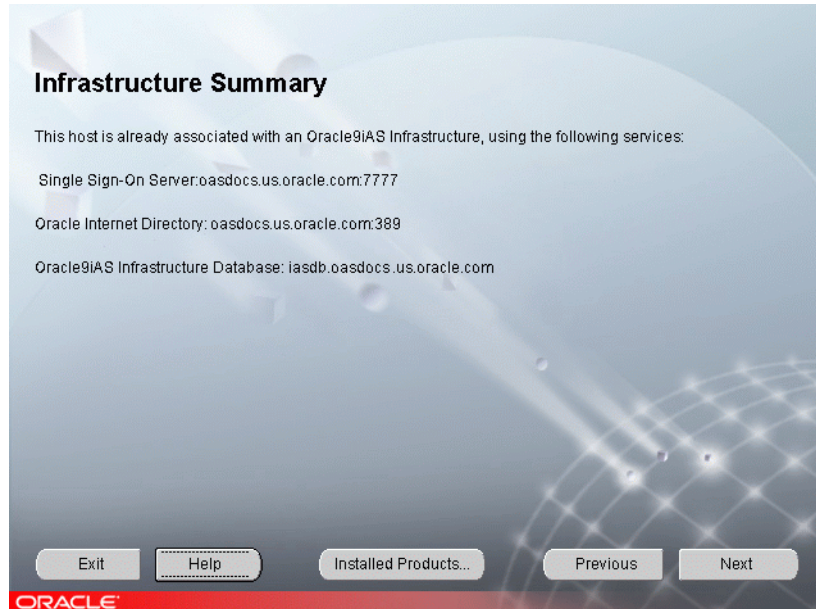 Infrastructure Summary
This host is already associated with an Oracle9iAS Infrastructure, using the following services:
Single Sign-On Server:oasdocs.us.oracle.com:7777
Oracle Internet Directory: oasdocs.us.oracle.com:389
Oracle9iAS Infrastructure Database: iasdb.oasdocs.us.oracle.com
Exit Help Installed Products... Previous Next
ORACLE